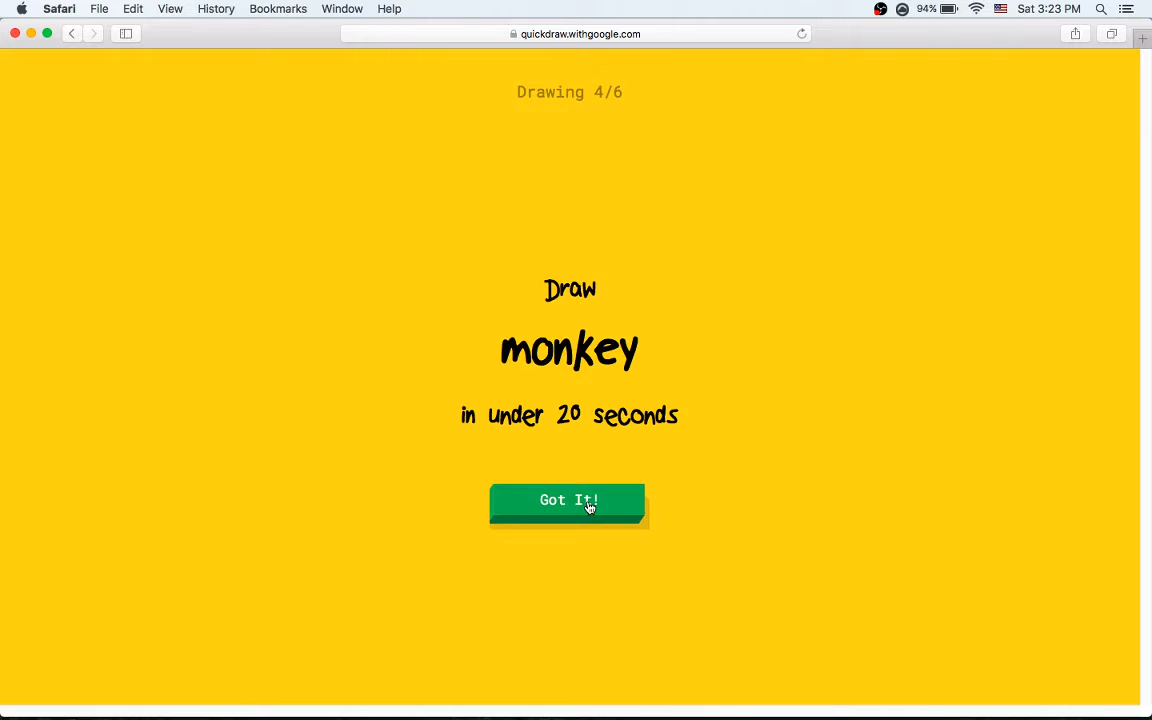 Safari File Edit View History Bookmarks Window Help 94% Sat 3:23 PM
quickdraw.withgoogle.com
Drawing 4/6
Draw
monkey
in under 20 seconds
Got It!